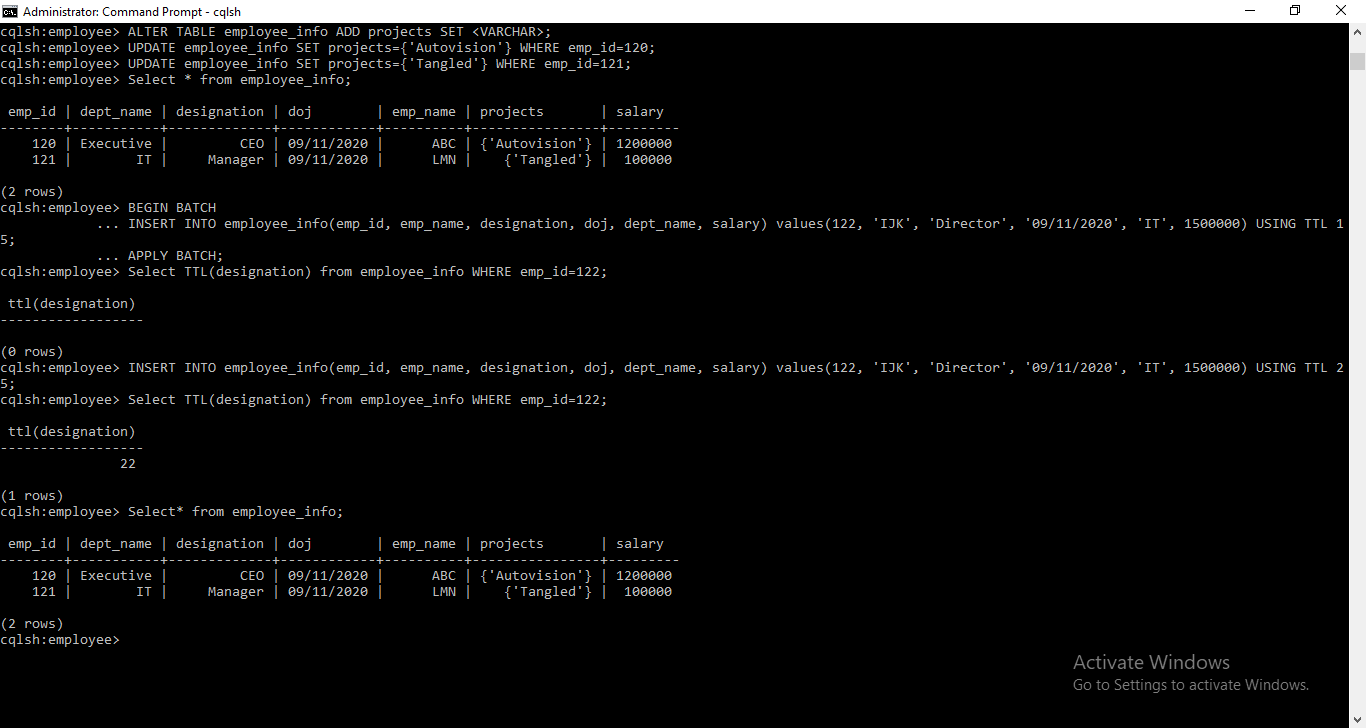 Administrator: Command Prompt - cqlsh
cqlsh:employee> ALTER TABLE employee_info ADD projects SET <VARCHAR>;
cqlsh:employee> UPDATE employee_info SET projects={'Autovision'} WHERE emp_id=120;
cqlsh:employee> UPDATE employee_info SET projects={'Tangled'} WHERE emp_id=121;
cqlsh:employee> Select * from employee_info;
 emp_id | dept_name | designation | doj        | emp_name | projects       | salary
--------+-----------+-------------+------------+----------+----------------+---------
    120 | Executive |         CEO | 09/11/2020 |      ABC | {'Autovision'} | 1200000
    121 |        IT |     Manager | 09/11/2020 |      LMN |    {'Tangled'} |  100000
(2 rows)
cqlsh:employee> BEGIN BATCH
            ... INSERT INTO employee_info(emp_id, emp_name, designation, doj, dept_name, salary) values(122, 'IJK', 'Director', '09/11/2020', 'IT', 1500000) USING TTL 1
5;
            ... APPLY BATCH;
cqlsh:employee> Select TTL(designation) from employee_info WHERE emp_id=122;
 ttl(designation)
------------------
(0 rows)
cqlsh:employee> INSERT INTO employee_info(emp_id, emp_name, designation, doj, dept_name, salary) values(122, 'IJK', 'Director', '09/11/2020', 'IT', 1500000) USING TTL 2
5;
cqlsh:employee> Select TTL(designation) from employee_info WHERE emp_id=122;
 ttl(designation)
------------------
               22
(1 rows)
cqlsh:employee> Select* from employee_info;
 emp_id | dept_name | designation | doj        | emp_name | projects       | salary
--------+-----------+-------------+------------+----------+----------------+---------
    120 | Executive |         CEO | 09/11/2020 |      ABC | {'Autovision'} | 1200000
    121 |        IT |     Manager | 09/11/2020 |      LMN |    {'Tangled'} |  100000
(2 rows)
cqlsh:employee>
Activate Windows
Go to Settings to activate Windows.